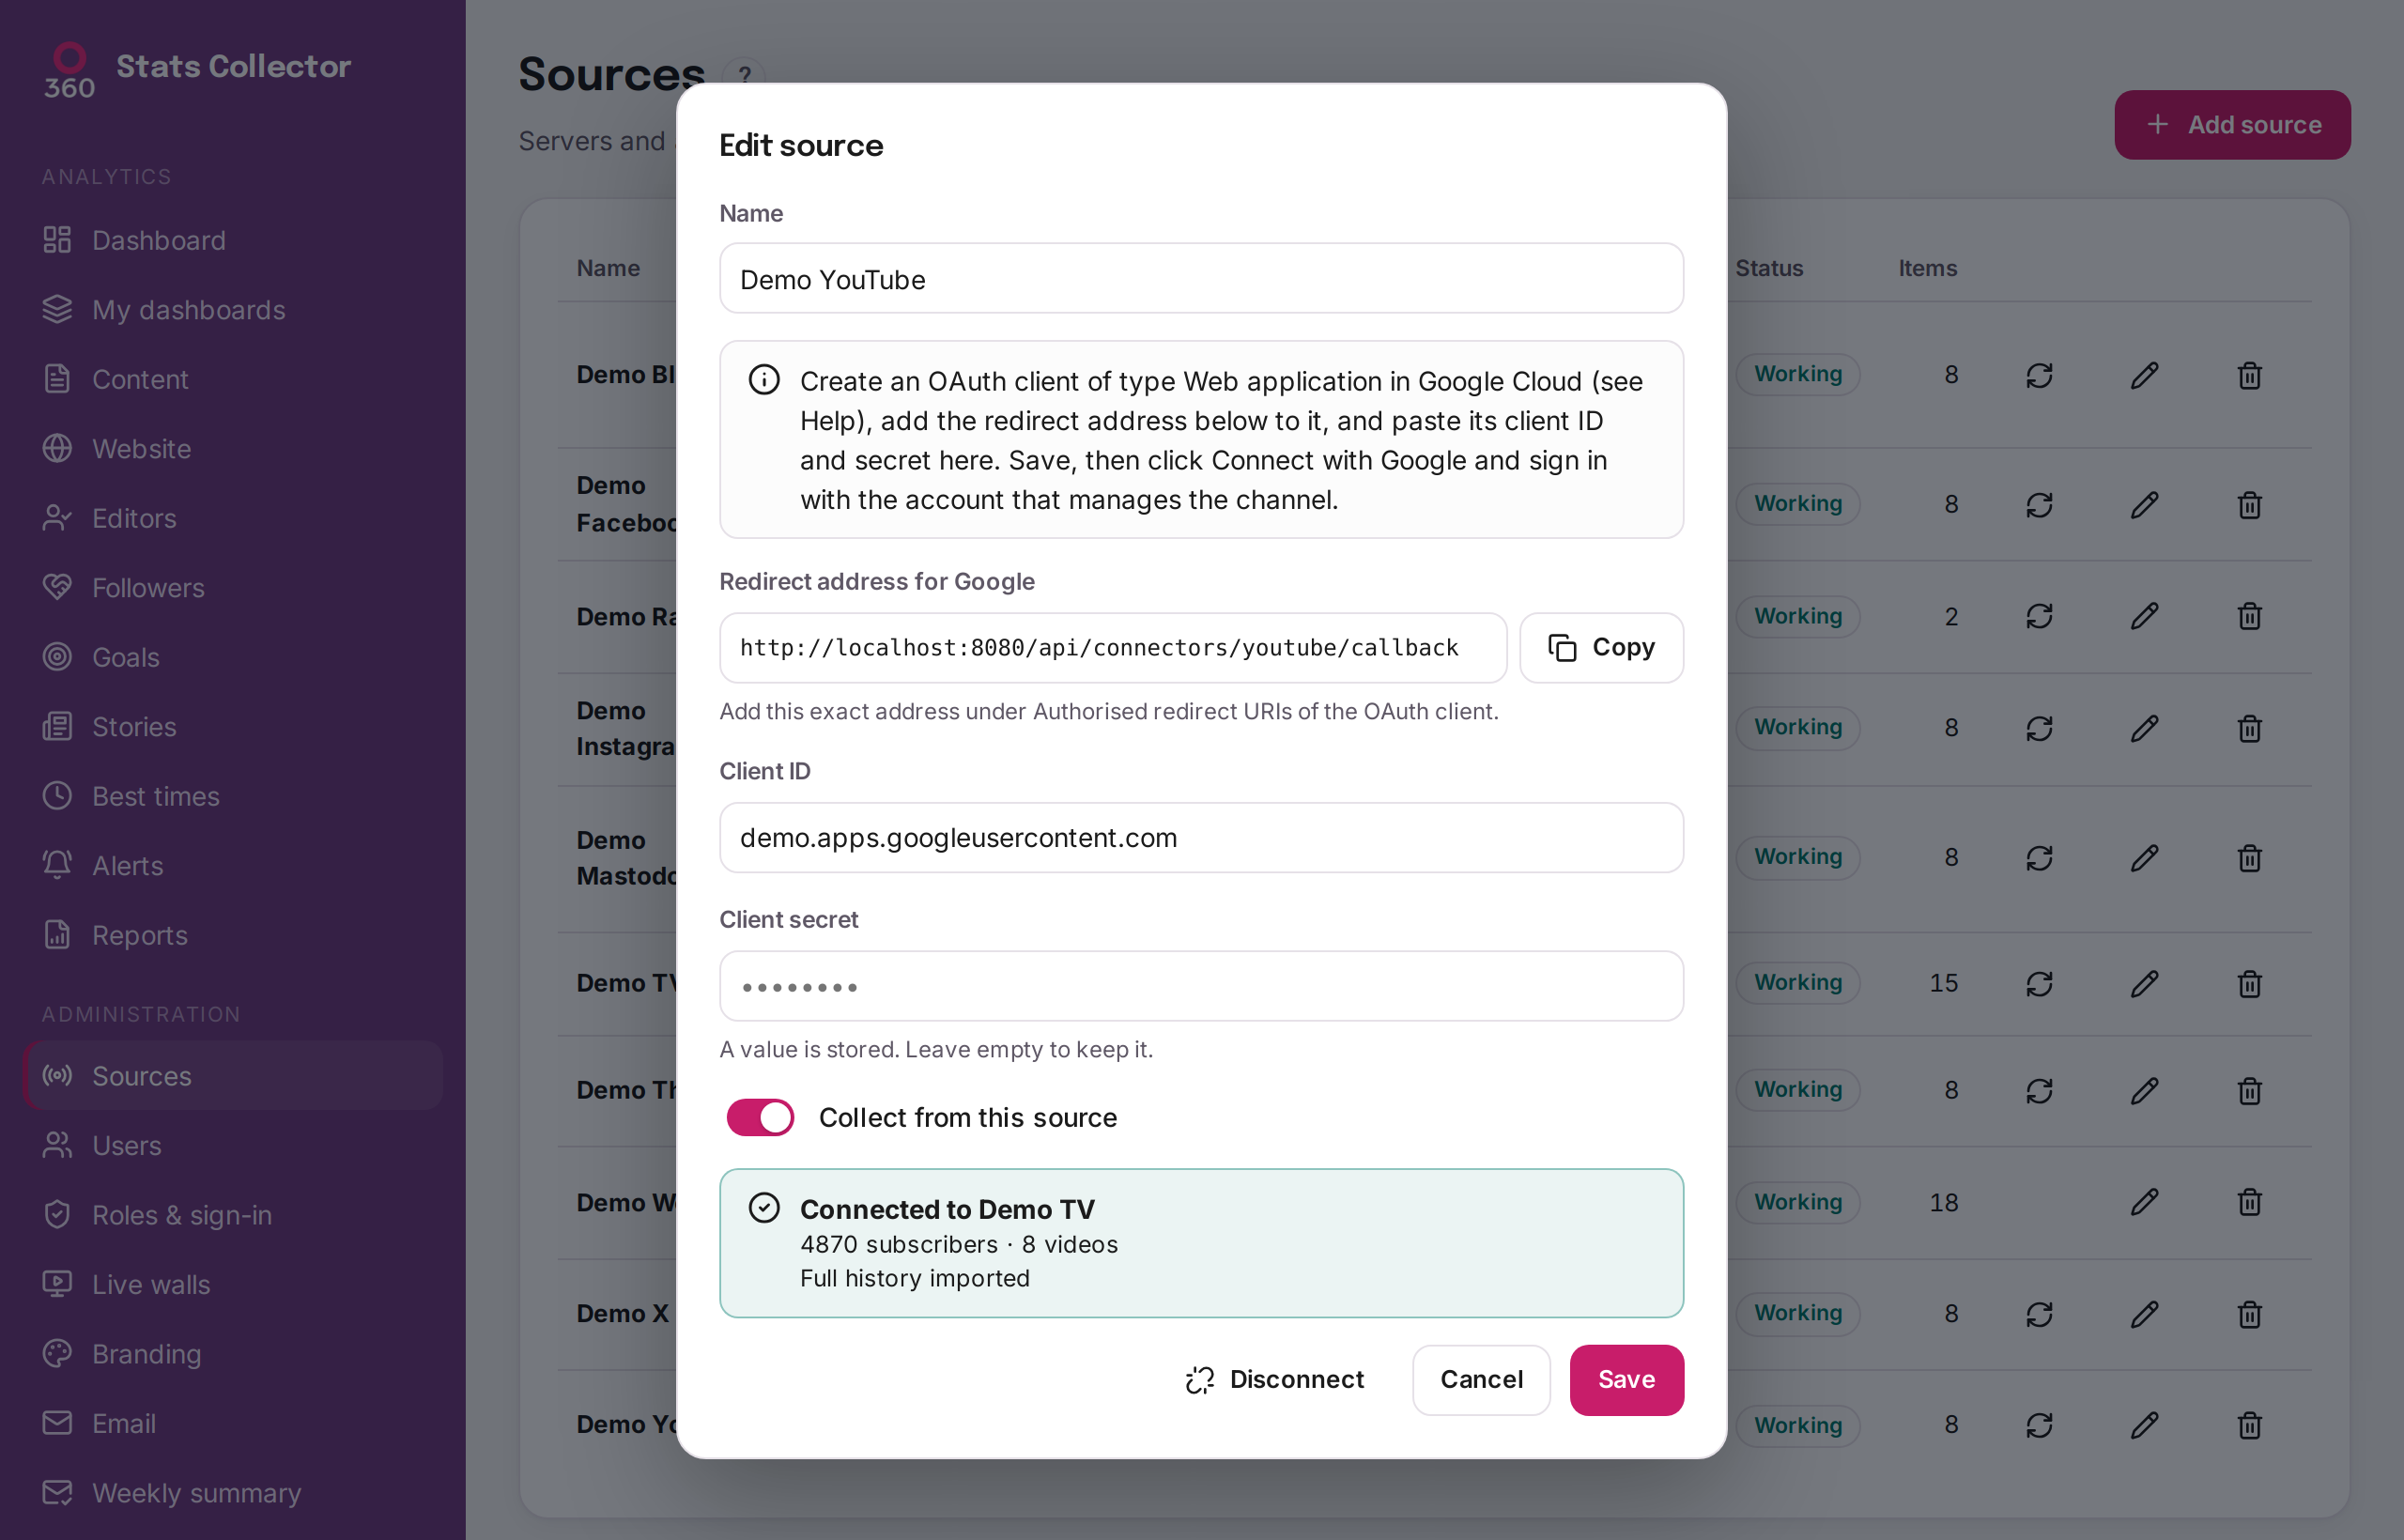 360
Stats Collector
ANALYTICS
Dashboard
My dashboards
Content
Website
Editors
Followers
Goals
Stories
Best times
Alerts
Reports
ADMINISTRATION
Sources
Users
Roles & sign-in
Live walls
Branding
Email
Weekly summary
Sources ?
Servers and
Add source
Name
Status
Items
Demo
Working
8
Demo
Working
8
Demo
Working
2
Demo
Working
8
Demo
Working
8
Demo
Working
15
Demo
Working
8
Demo
Working
18
Demo X
Working
8
Demo
Working
8
Edit source
Name
Demo YouTube
Create an OAuth client of type Web application in Google Cloud (see
Help), add the redirect address below to it, and paste its client ID
and secret here. Save, then click Connect with Google and sign in
with the account that manages the channel.
Redirect address for Google
http://localhost:8080/api/connectors/youtube/callback
Copy
Add this exact address under Authorised redirect URIs of the OAuth client.
Client ID
demo.apps.googleusercontent.com
Client secret
••••••••
A value is stored. Leave empty to keep it.
Collect from this source
Connected to Demo TV
4870 subscribers · 8 videos
Full history imported
Disconnect
Cancel
Save